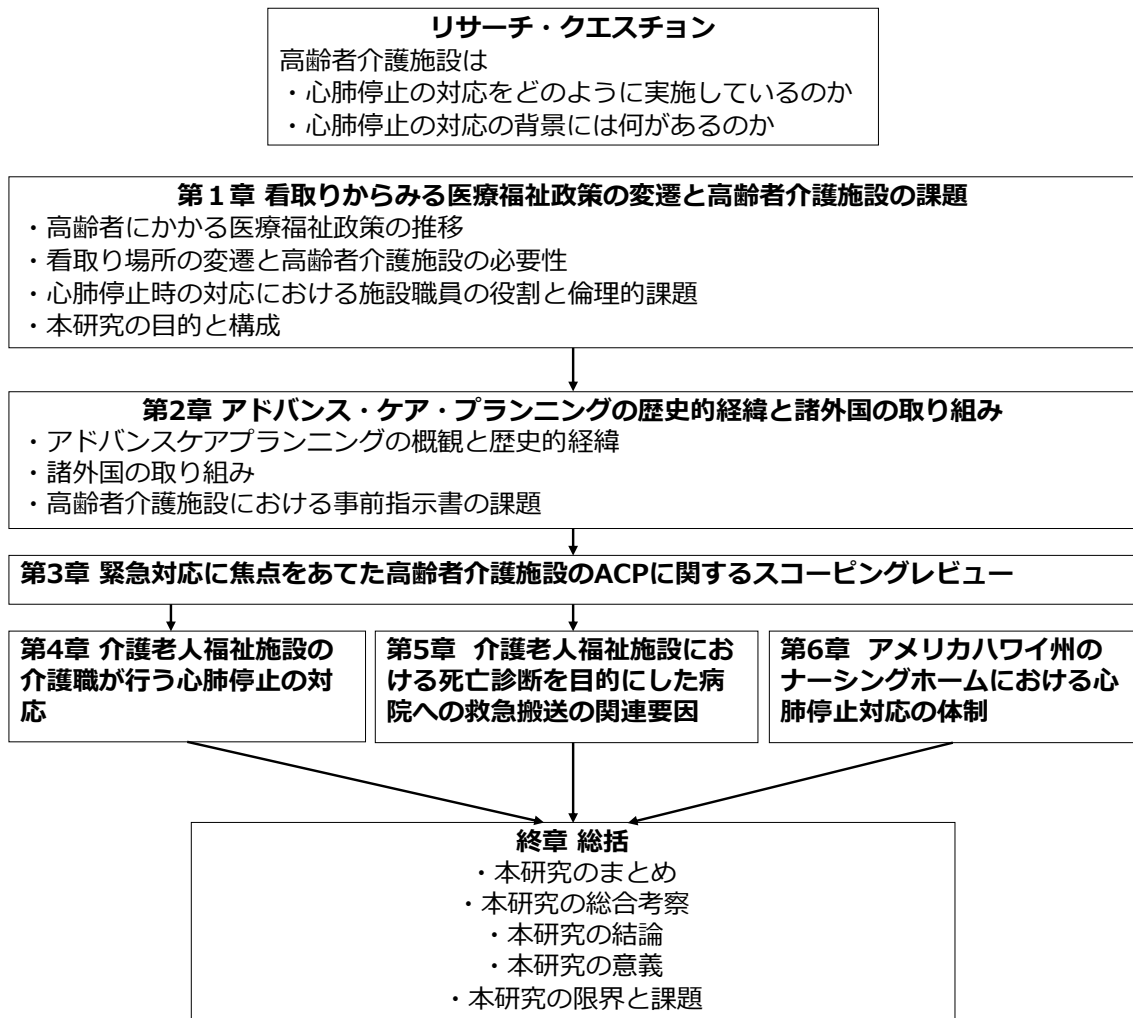 リサーチ・クエスチョン
高齢者介護施設は
・心肺停止の対応をどのように実施しているのか
・心肺停止の対応の背景には何があるのか
第１章 看取りからみる医療福祉政策の変遷と高齢者介護施設の課題
・高齢者にかかる医療福祉政策の推移
・看取り場所の変遷と高齢者介護施設の必要性
・心肺停止時の対応における施設職員の役割と倫理的課題
・本研究の目的と構成
第2章 アドバンス・ケア・プランニングの歴史的経緯と諸外国の取り組み
・アドバンスケアプランニングの概観と歴史的経緯
・諸外国の取り組み
・高齢者介護施設における事前指示書の課題
第3章 緊急対応に焦点をあてた高齢者介護施設のACPに関するスコーピングレビュー
第4章 介護老人福祉施設の
介護職が行う心肺停止の対
応
第5章 介護老人福祉施設にお
ける死亡診断を目的にした病
院への救急搬送の関連要因
第6章 アメリカハワイ州の
ナーシングホームにおける心
肺停止対応の体制
終章 総括
・本研究のまとめ
・本研究の総合考察
・本研究の結論
・本研究の意義
・本研究の限界と課題